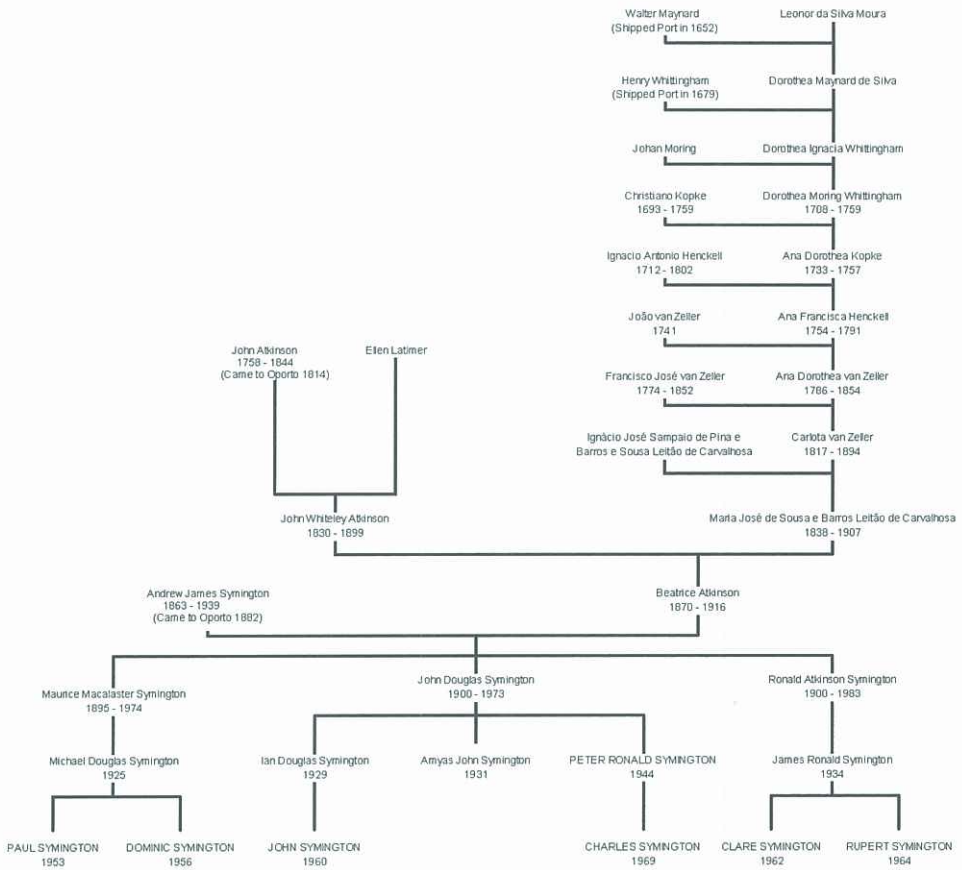 Walter Maynard
(Shipped Port in 1652)
Leonor da Silva Moura
Henry Whittingham
(Shipped Port in 1679)
Dorothea Maynard de Silva
Johan Moring
Dorothea Ignacia Whittingham
Christiano Kopke
1693 - 1759
Dorothea Moring Whittingham
1708 - 1759
Ignacio Antonio Henckell
1712 - 1802
Ana Dorothea Kopke
1733 - 1757
João van Zeller
1741
Ana Francisca Henckell
1754 - 1791
John Atkinson
1758 - 1844
(Came to Oporto 1814)
Ellen Latimer
Francisco José van Zeller
1774 - 1852
Ana Dorothea van Zeller
1786 - 1854
Ignàcio José Sampaio de Pina e
Barros e Sousa Leitão de Carvalhosa
Carlota van Zeller
1817 - 1894
John Whiteley Atkinson
1830 - 1899
Maria José de Sousa e Barros Leitão de Carvalhosa
1838 - 1907
Andrew James Symington
1863 - 1939
(Came to Oporto 1882)
Beatrice Atkinson
1870 - 1916
Maurice Macalaster Symington
1895 - 1974
John Douglas Symington
1900 - 1973
Ronald Atkinson Symington
1900 - 1983
Michael Douglas Symington
1925
Ian Douglas Symington
1929
Amyas John Symington
1931
PETER RONALD SYMINGTON
1944
James Ronald Symington
1934
PAUL SYMINGTON
1953
DOMINIC SYMINGTON
1956
JOHN SYMINGTON
1960
CHARLES SYMINGTON
1969
CLARE SYMINGTON
1962
RUPERT SYMINGTON
1964